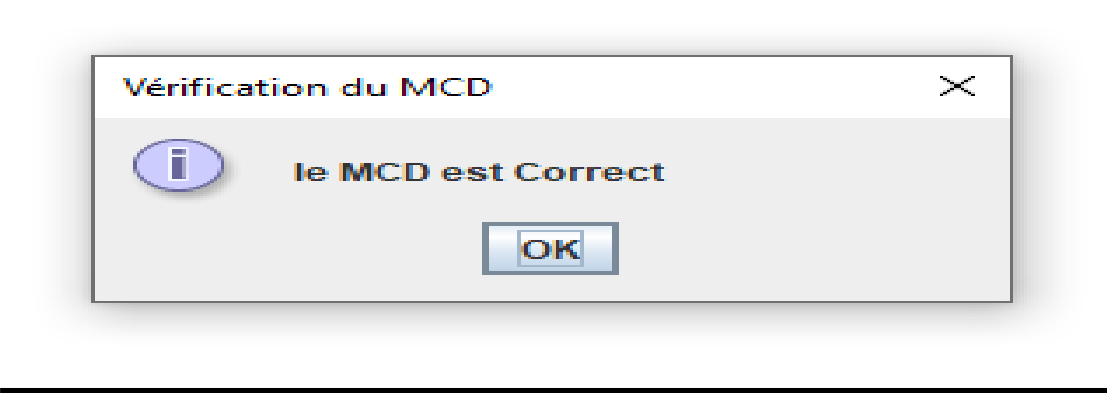 Vérification du MCD
le MCD est Correct
OK